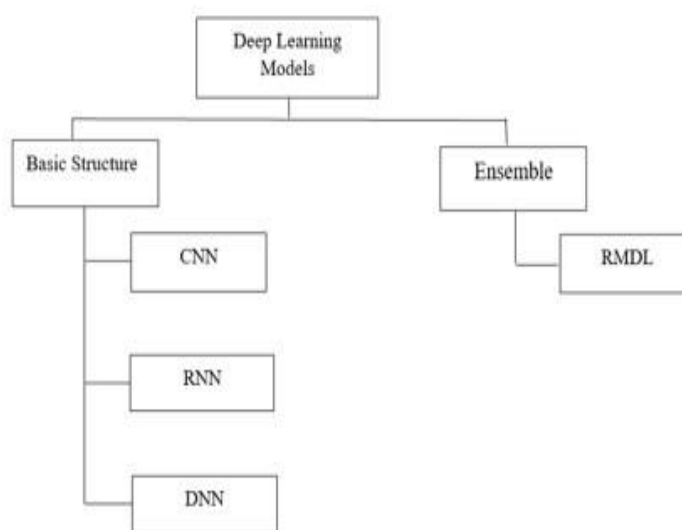 Deep Learning
Models
Basic Structure
Ensemble
CNN
RMDL
RNN
DNN